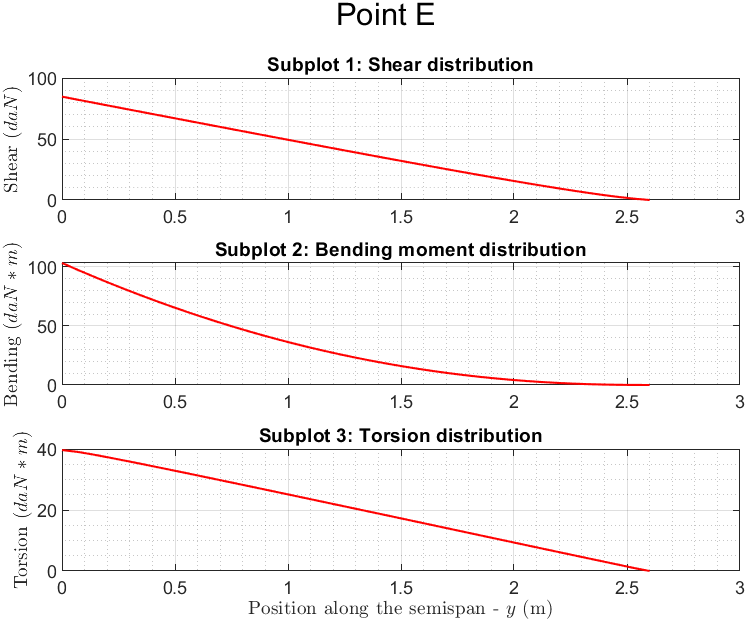 Point E
Subplot 1: Shear distribution
Shear (daN)
100
50
0
0 0.5 1 1.5 2 2.5 3
Subplot 2: Bending moment distribution
Bending (daN * m)
100
50
0
0 0.5 1 1.5 2 2.5 3
Subplot 3: Torsion distribution
Torsion (daN * m)
40
20
0
0 0.5 1 1.5 2 2.5 3
Position along the semispan - y (m)